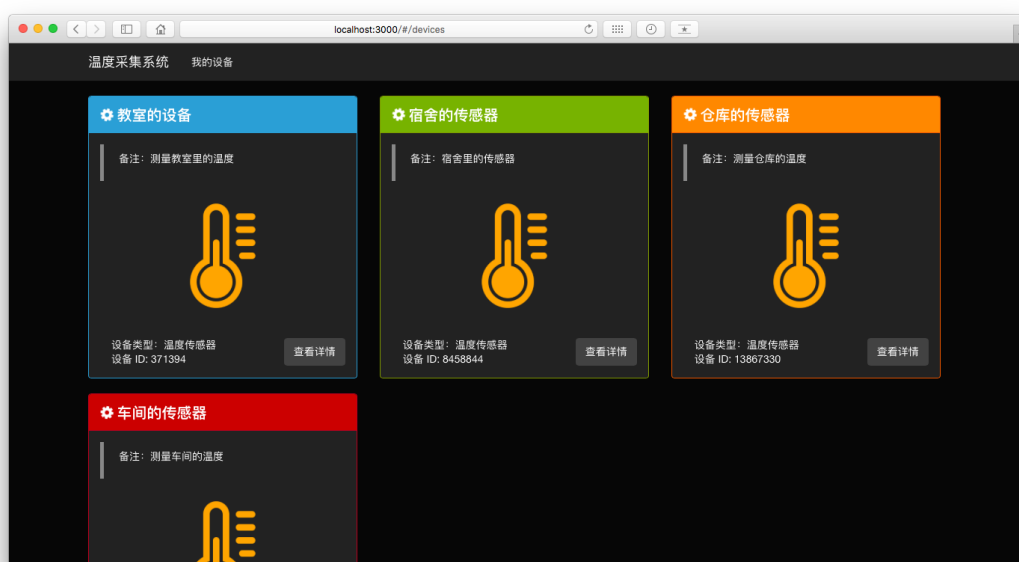 localhost:3000/#/devices
温度采集系统 我的设备
教室的设备
备注：测量教室里的温度
设备类型：温度传感器
设备 ID: 371394
查看详情
宿舍的传感器
备注：宿舍里的传感器
设备类型：温度传感器
设备 ID: 8458844
查看详情
仓库的传感器
备注：测量仓库的温度
设备类型：温度传感器
设备 ID: 13867330
查看详情
车间的传感器
备注：测量车间的温度